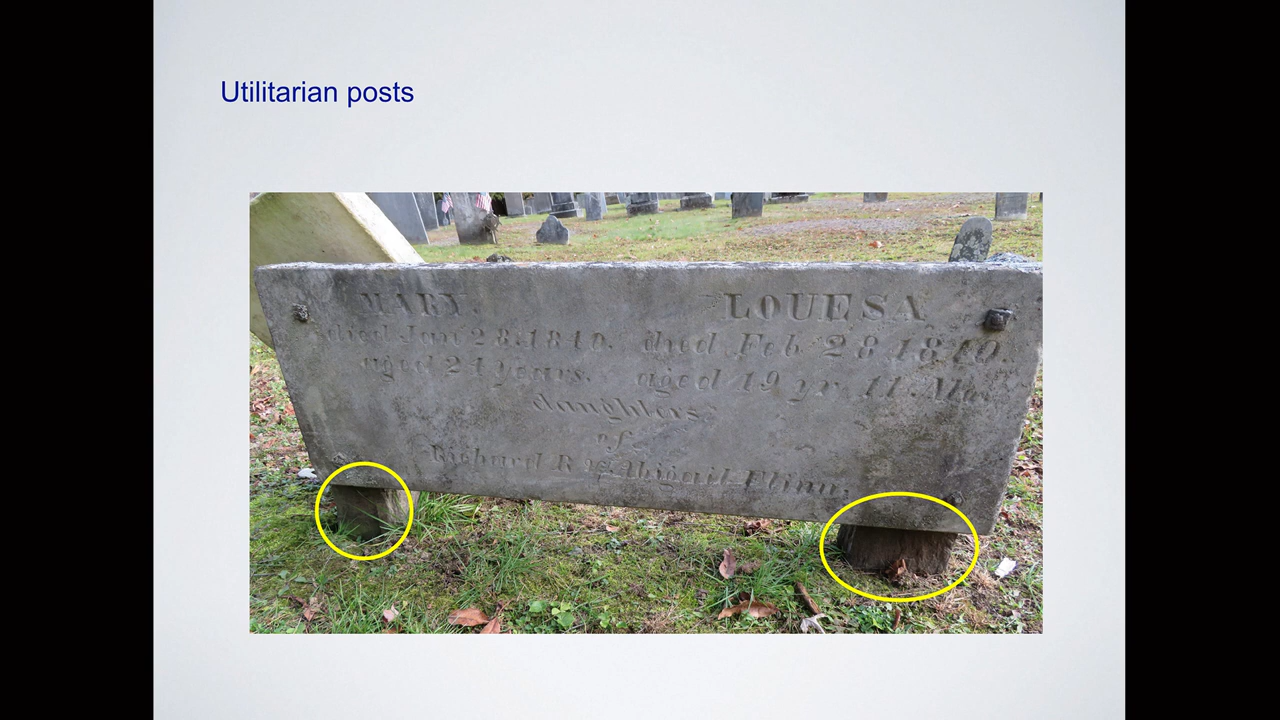 Utilitarian posts
MARY. LOUESA
died Jan 28.1840. died Feb 28 1840.
aged 24 years. aged 19 yr. 11. Mo.
daughters
of
Richard R & Abigail Flinn.